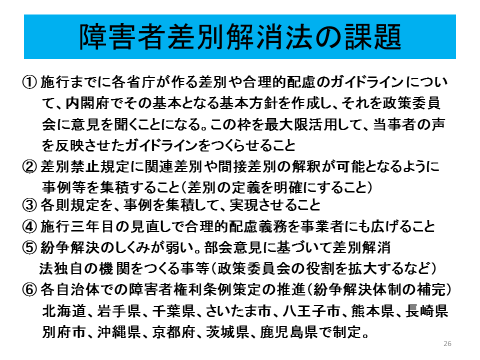 障害者差別解消法の課題
① 施行までに各省庁が作る差別や合理的配慮のガイドラインについ
て、内閣府でその基本となる基本方針を作成し、それを政策委員
会に意見を聞くことになる。この枠を最大限活用して、当事者の声
を反映させたガイドラインをつくらせること
② 差別禁止規定に関連差別や間接差別の解釈が可能となるように
事例等を集積すること(差別の定義を明確にすること)
③ 各則規定を、事例を集積して、実現させること
④ 施行三年目の見直しで合理的配慮義務を事業者にも広げること
⑤ 紛争解決のしくみが弱い。部会意見に基づいて差別解消
法独自の機関をつくる事等(政策委員会の役割を拡大するなど)
⑥ 各自治体での障害者権利条例策定の推進(紛争解決体制の補完)
北海道、岩手県、千葉県、さいたま市、八王子市、熊本県、長崎県
別府市、沖縄県、京都府、茨城県、鹿児島県で制定。
26